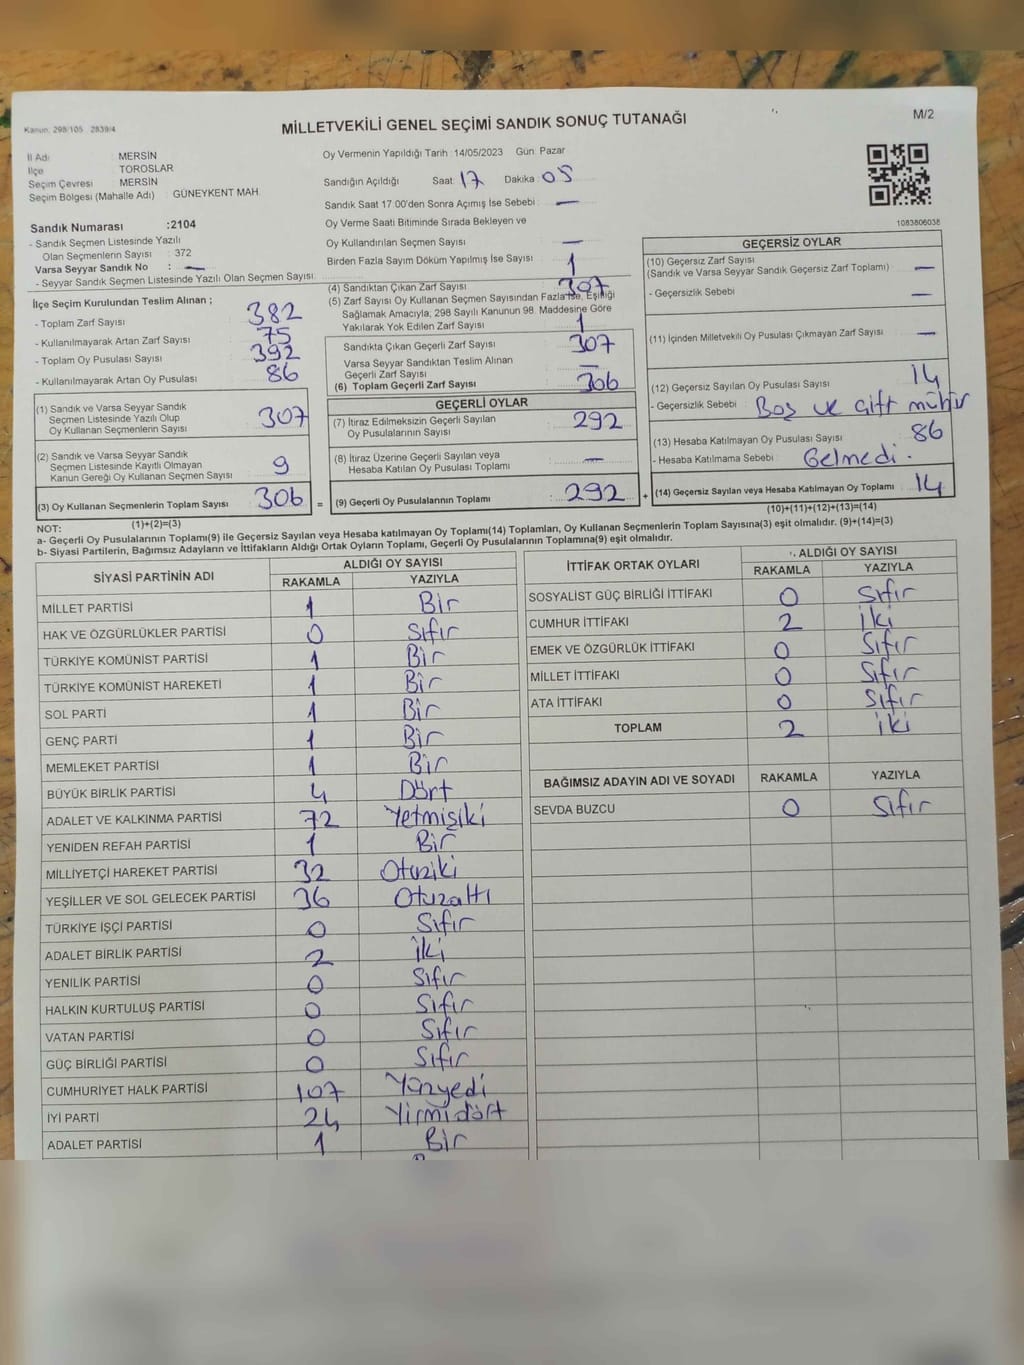 Kanun: 298/105 2839/4
MİLLETVEKİLİ GENEL SEÇİMİ SANDIK SONUÇ TUTANAĞI
M/2
İl Adı : MERSİN
İlçe : TOROSLAR
Seçim Çevresi : MERSİN
Seçim Bölgesi (Mahalle Adı) : GÜNEYKENT MAH.
Sandık Numarası :2104
- Sandık Seçmen Listesinde Yazılı
Olan Seçmenlerin Sayısı : 372
Varsa Seyyar Sandık No : —
- Seyyar Sandık Seçmen Listesinde Yazılı Olan Seçmen Sayısı:
Oy Vermenin Yapıldığı Tarih :14/05/2023 Gün: Pazar
Sandığın Açıldığı Saat: 17 Dakika: 05
Sandık Saat 17.00'den Sonra Açımış İse Sebebi : —
Oy Verme Saati Bitiminde Sırada Bekleyen ve
Oy Kullandırılan Seçmen Sayısı : —
Birden Fazla Sayım Döküm Yapılmış İse Sayısı : 1
1083806038
İlçe Seçim Kurulundan Teslim Alınan ;
- Toplam Zarf Sayısı : 382
- Kullanılmayarak Artan Zarf Sayısı : 75
- Toplam Oy Pusulası Sayısı : 392
- Kullanılmayarak Artan Oy Pusulası : 86
(1) Sandık ve Varsa Seyyar Sandık
Seçmen Listesinde Yazılı Olup
Oy Kullanan Seçmenlerin Sayısı : 307
(2) Sandık ve Varsa Seyyar Sandık
Seçmen Listesinde Kayıtlı Olmayan
Kanun Gereği Oy Kullanan Seçmen Sayısı : 9
(3) Oy Kullanan Seçmenlerin Toplam Sayısı : 306
(1)+(2)=(3)
(4) Sandıktan Çıkan Zarf Sayısı : 307
(5) Zarf Sayısı Oy Kullanan Seçmen Sayısından Fazla İse, Eşitliği
Sağlamak Amacıyla, 298 Sayılı Kanunun 98. Maddesine Göre
Yakılarak Yok Edilen Zarf Sayısı : 1
Sandıkta Çıkan Geçerli Zarf Sayısı : 307
Varsa Seyyar Sandıktan Teslim Alınan
Geçerli Zarf Sayısı : —
(6) Toplam Geçerli Zarf Sayısı : 306
GEÇERLİ OYLAR
(7) İtiraz Edilmeksizin Geçerli Sayılan
Oy Pusulalarının Sayısı : 292
(8) İtiraz Üzerine Geçerli Sayılan veya
Hesaba Katılan Oy Pusulası Toplamı : —
= (9) Geçerli Oy Pusulalarının Toplamı : 292
GEÇERSİZ OYLAR
(10) Geçersiz Zarf Sayısı
(Sandık ve Varsa Seyyar Sandık Geçersiz Zarf Toplamı) : —
- Geçersizlik Sebebi : —
(11) İçinden Milletvekili Oy Pusulası Çıkmayan Zarf Sayısı : —
(12) Geçersiz Sayılan Oy Pusulası Sayısı : 14
- Geçersizlik Sebebi : Boş ve çift mühür
(13) Hesaba Katılmayan Oy Pusulası Sayısı : 86
- Hesaba Katılmama Sebebi : Gelmedi.
+ (14) Geçersiz Sayılan veya Hesaba Katılmayan Oy Toplamı : 14
(10)+(11)+(12)+(13)=(14)
NOT:
a- Geçerli Oy Pusulalarının Toplamı(9) ile Geçersiz Sayılan veya Hesaba katılmayan Oy Toplamı(14) Toplamları, Oy Kullanan Seçmenlerin Toplam Sayısına(3) eşit olmalıdır. (9)+(14)=(3)
b- Siyasi Partilerin, Bağımsız Adayların ve İttifakların Aldığı Ortak Oyların Toplamı, Geçerli Oy Pusulalarının Toplamına(9) eşit olmalıdır.
SİYASİ PARTİNİN ADI ALDIĞI OY SAYISI
RAKAMLA YAZIYLA
MİLLET PARTİSİ 1 Bir
HAK VE ÖZGÜRLÜKLER PARTİSİ 0 Sıfır
TÜRKİYE KOMÜNİST PARTİSİ 1 Bir
TÜRKİYE KOMÜNİST HAREKETİ 1 Bir
SOL PARTİ 1 Bir
GENÇ PARTİ 1 Bir
MEMLEKET PARTİSİ 1 Bir
BÜYÜK BİRLİK PARTİSİ 4 Dört
ADALET VE KALKINMA PARTİSİ 72 Yetmişiki
YENİDEN REFAH PARTİSİ 1 Bir
MİLLİYETÇİ HAREKET PARTİSİ 32 Otuziki
YEŞİLLER VE SOL GELECEK PARTİSİ 36 Otuzaltı
TÜRKİYE İŞÇİ PARTİSİ 0 Sıfır
ADALET BİRLİK PARTİSİ 2 İki
YENİLİK PARTİSİ 0 Sıfır
HALKIN KURTULUŞ PARTİSİ 0 Sıfır
VATAN PARTİSİ 0 Sıfır
GÜÇ BİRLİĞİ PARTİSİ 0 Sıfır
CUMHURİYET HALK PARTİSİ 107 Yüzyedi
İYİ PARTİ 24 Yirmidört
ADALET PARTİSİ 1 Bir
İTTİFAK ORTAK OYLARI ALDIĞI OY SAYISI
RAKAMLA YAZIYLA
SOSYALİST GÜÇ BİRLİĞİ İTTİFAKI 0 Sıfır
CUMHUR İTTİFAKI 2 İki
EMEK VE ÖZGÜRLÜK İTTİFAKI 0 Sıfır
MİLLET İTTİFAKI 0 Sıfır
ATA İTTİFAKI 0 Sıfır
TOPLAM 2 İki
BAĞIMSIZ ADAYIN ADI VE SOYADI RAKAMLA YAZIYLA
SEVDA BUZCU 0 Sıfır